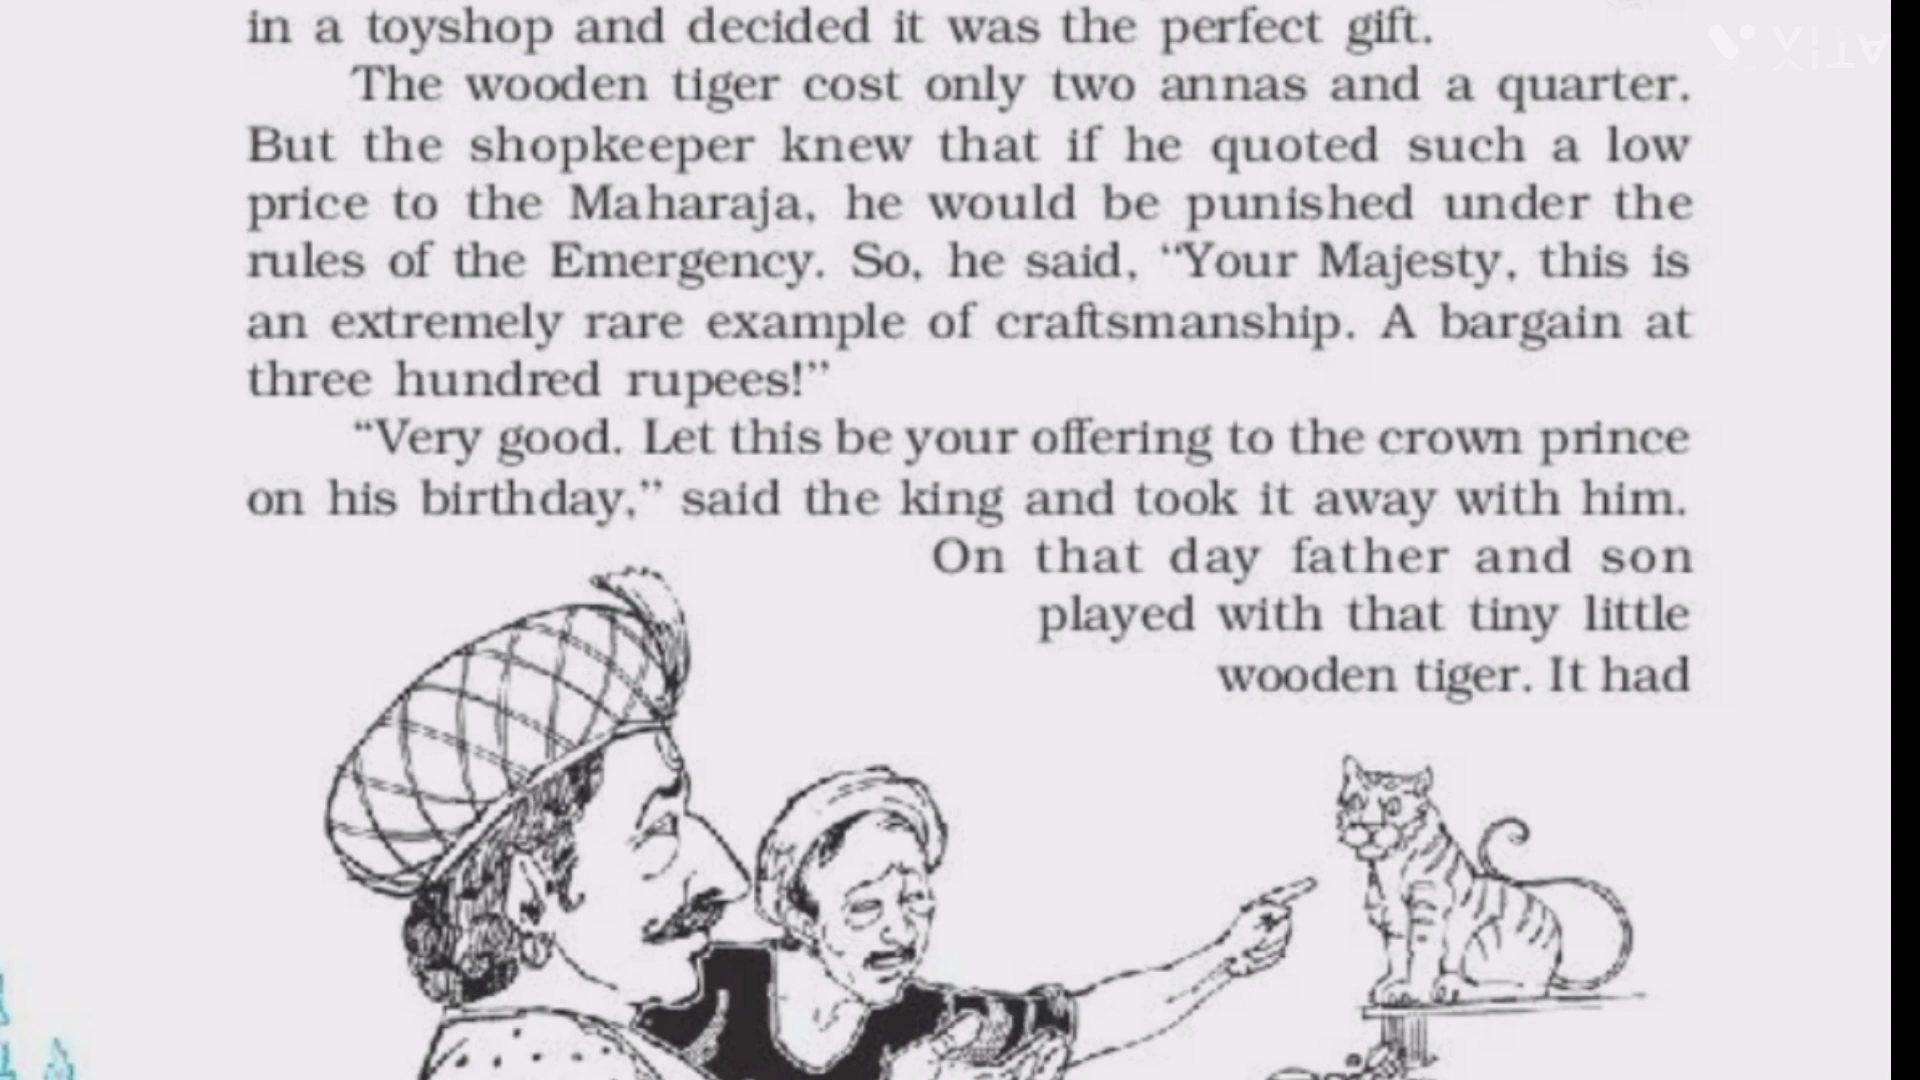 in a toyshop and decided it was the perfect gift.
The wooden tiger cost only two annas and a quarter.
But the shopkeeper knew that if he quoted such a low
price to the Maharaja, he would be punished under the
rules of the Emergency. So, he said, “Your Majesty, this is
an extremely rare example of craftsmanship. A bargain at
three hundred rupees!”
“Very good. Let this be your offering to the crown prince
on his birthday,” said the king and took it away with him.
On that day father and son
played with that tiny little
wooden tiger. It had